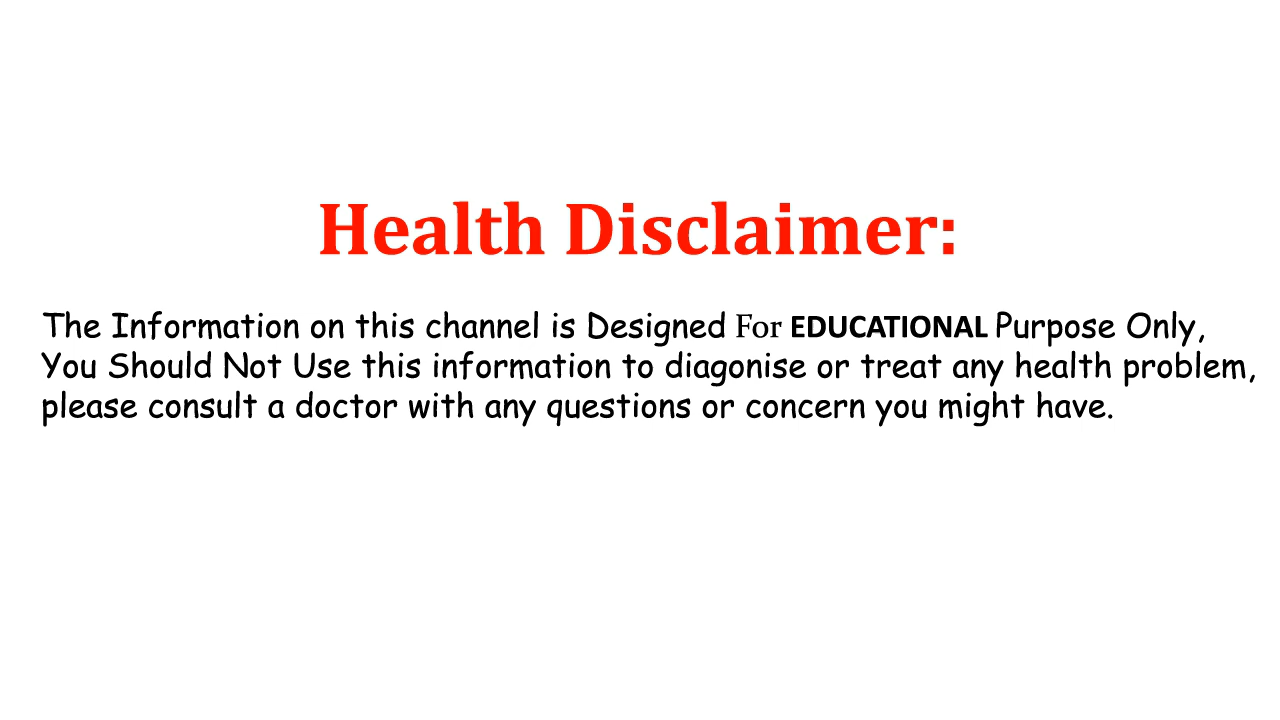 Health Disclaimer:
The Information on this channel is Designed For EDUCATIONAL Purpose Only,
You Should Not Use this information to diagonise or treat any health problem,
please consult a doctor with any questions or concern you might have.